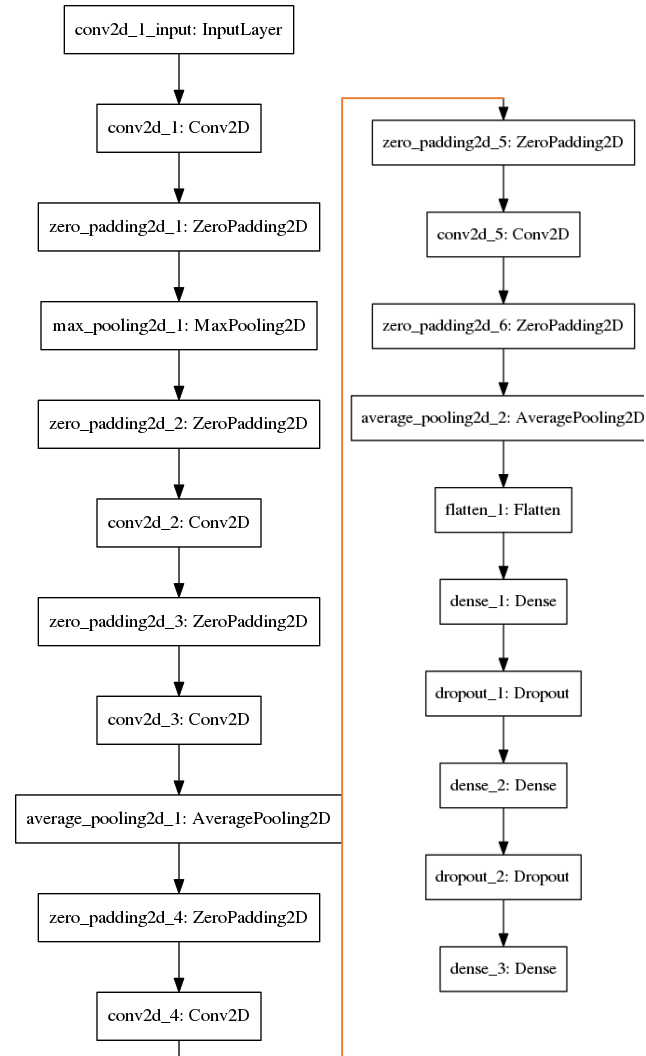 conv2d_1_input: InputLayer
conv2d_1: Conv2D
zero_padding2d_1: ZeroPadding2D
max_pooling2d_1: MaxPooling2D
zero_padding2d_2: ZeroPadding2D
conv2d_2: Conv2D
zero_padding2d_3: ZeroPadding2D
conv2d_3: Conv2D
average_pooling2d_1: AveragePooling2D
zero_padding2d_4: ZeroPadding2D
conv2d_4: Conv2D
zero_padding2d_5: ZeroPadding2D
conv2d_5: Conv2D
zero_padding2d_6: ZeroPadding2D
average_pooling2d_2: AveragePooling2D
flatten_1: Flatten
dense_1: Dense
dropout_1: Dropout
dense_2: Dense
dropout_2: Dropout
dense_3: Dense